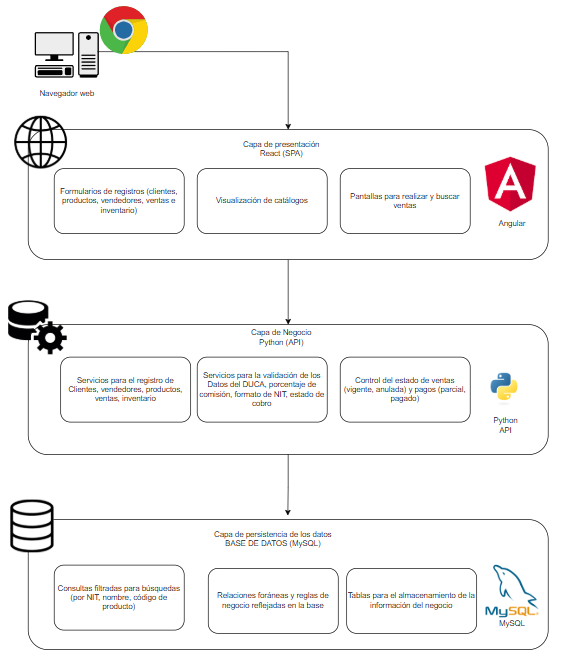 Navegador web
Capa de presentación
React (SPA)
Formularios de registros (clientes,
productos, vendedores, ventas e
inventario)
Visualización de catálogos
Pantallas para realizar y buscar
ventas
Angular
Capa de Negocio
Python (API)
Servicios para el registro de
Clientes, vendedores, productos,
ventas, inventario
Servicios para la validación de los
Datos del DUCA, porcentaje de
comisión, formato de NIT, estado de
cobro
Control del estado de ventas
(vigente, anulada) y pagos (parcial,
pagado)
Python
API
Capa de persistencia de los datos
BASE DE DATOS (MySQL)
Consultas filtradas para búsquedas
(por NIT, nombre, código de
producto)
Relaciones foráneas y reglas de
negocio reflejadas en la base
Tablas para el almacenamiento de la
información del negocio
MySQL
MySQL